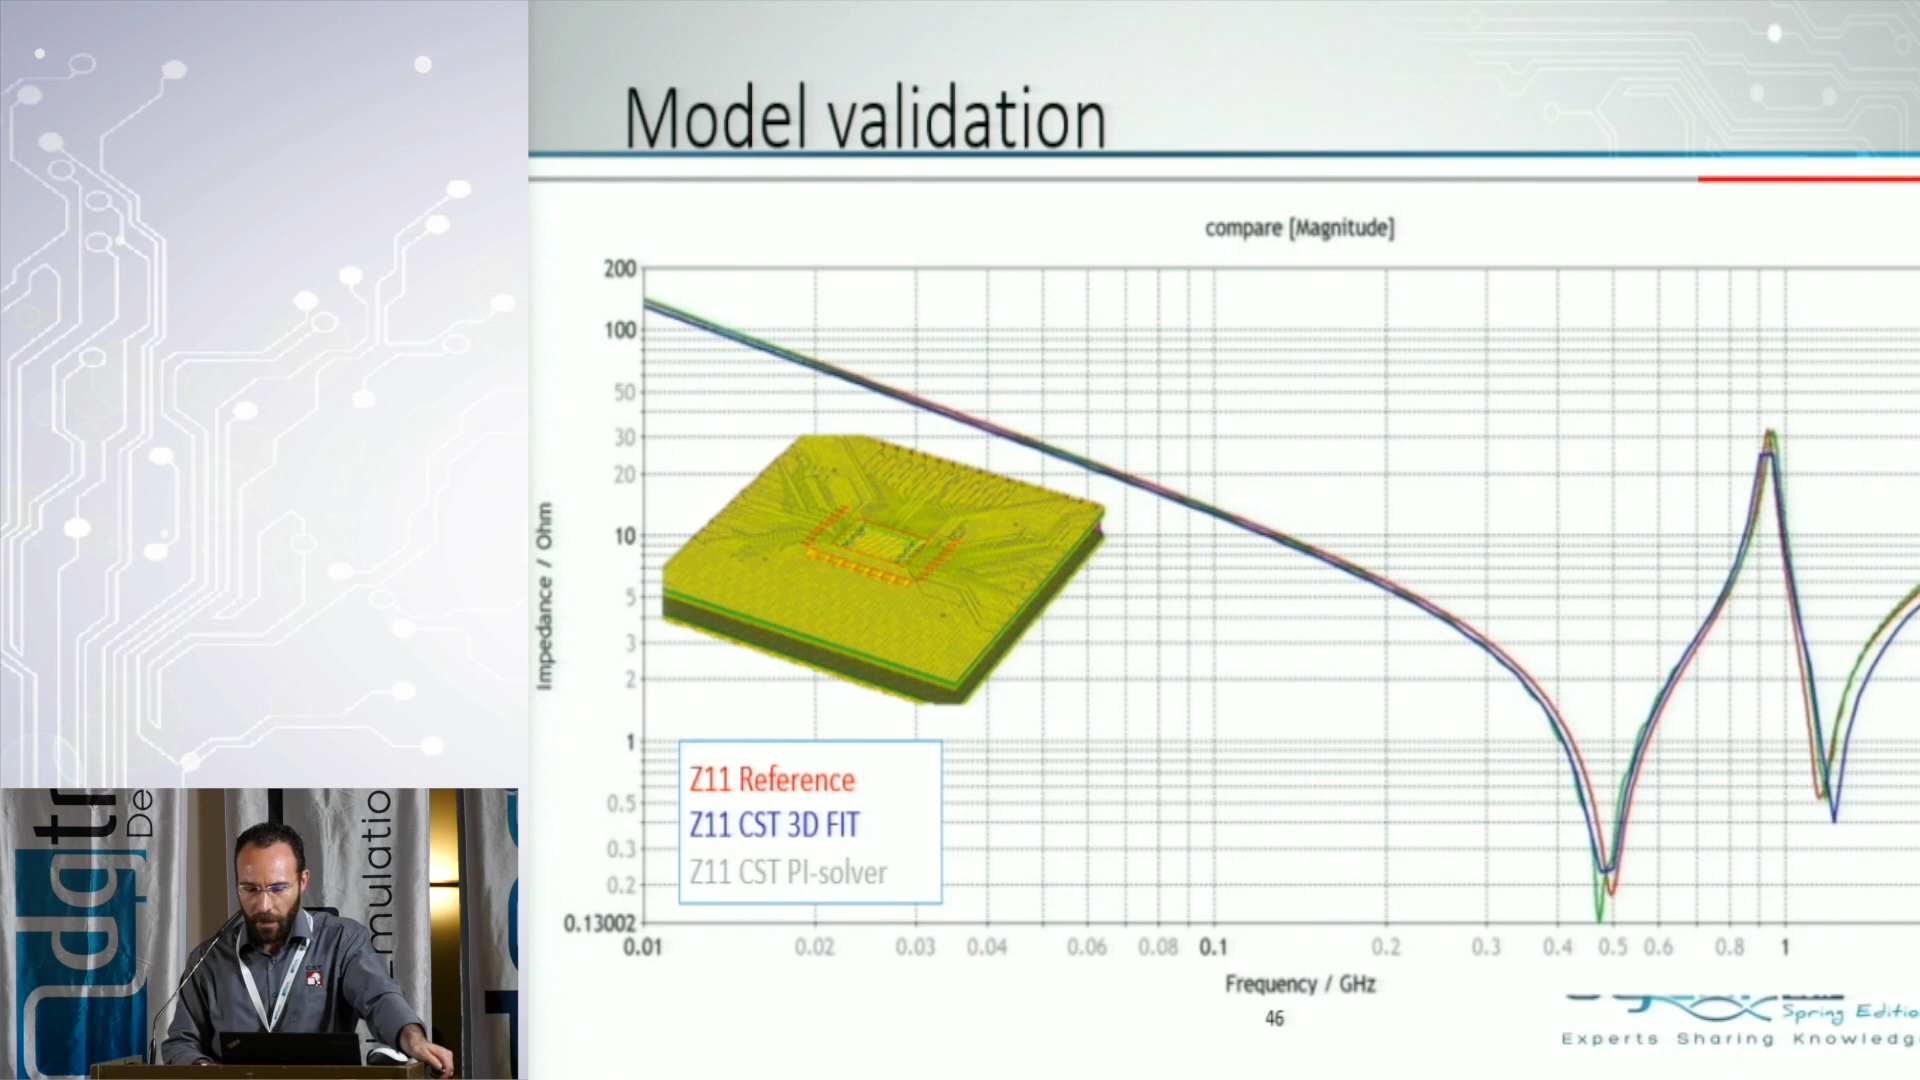 Model validation
compare [Magnitude]
200
100
50
30
20
10
5
3
2
1
0.5
0.3
0.2
0.13002
Impedance / Ohm
Z11 Reference
Z11 CST 3D FIT
Z11 CST PI-solver
0.01 0.02 0.03 0.04 0.06 0.08 0.1 0.2 0.3 0.4 0.5 0.6 0.8 1
Frequency / GHz
46
Spring Editio
Experts Sharing Knowledg
De
mulatio
CST